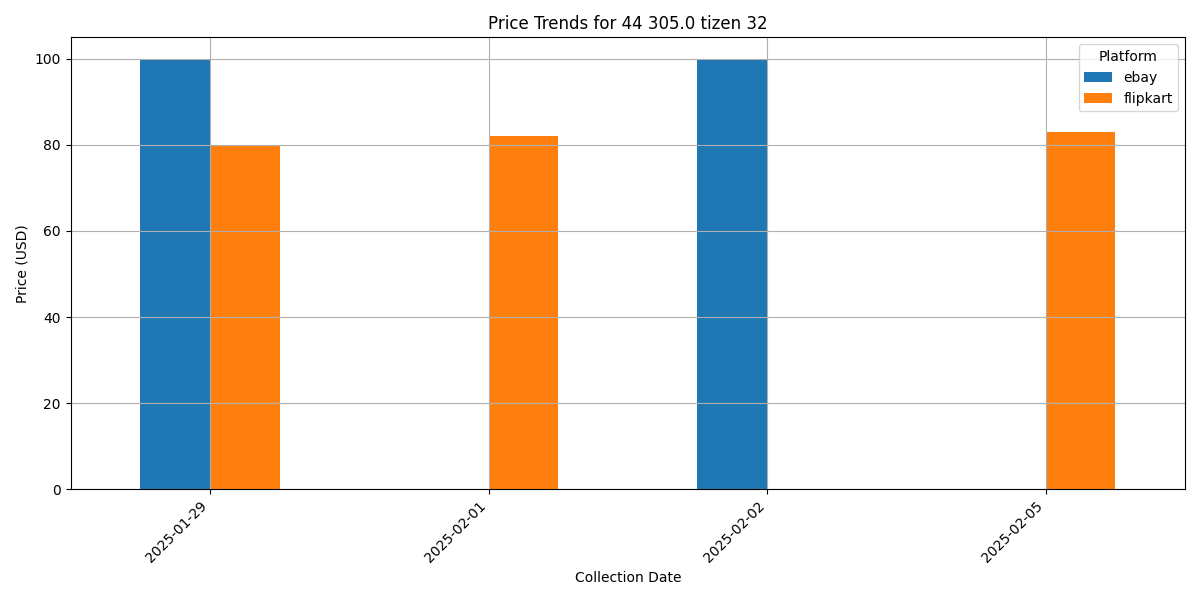 Price Trends for 44 305.0 tizen 32
Platform
ebay
flipkart
Price (USD)
100
80
60
40
20
0
2025-01-29
2025-02-01
2025-02-02
2025-02-05
Collection Date